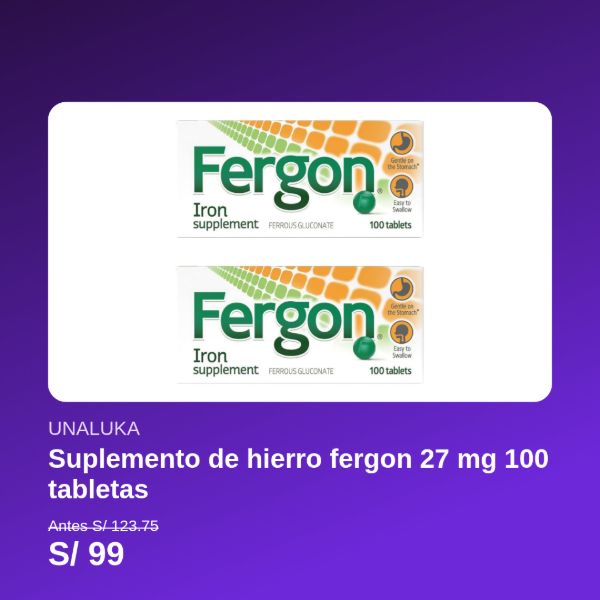 Fergon®
Gentle on
the Stomach*
Easy to
Swallow
Iron
supplement FERROUS GLUCONATE 100 tablets
Fergon®
Gentle on
the Stomach*
Easy to
Swallow
Iron
supplement FERROUS GLUCONATE 100 tablets
UNALUKA
Suplemento de hierro fergon 27 mg 100
tabletas
Antes S/ 123.75
S/ 99